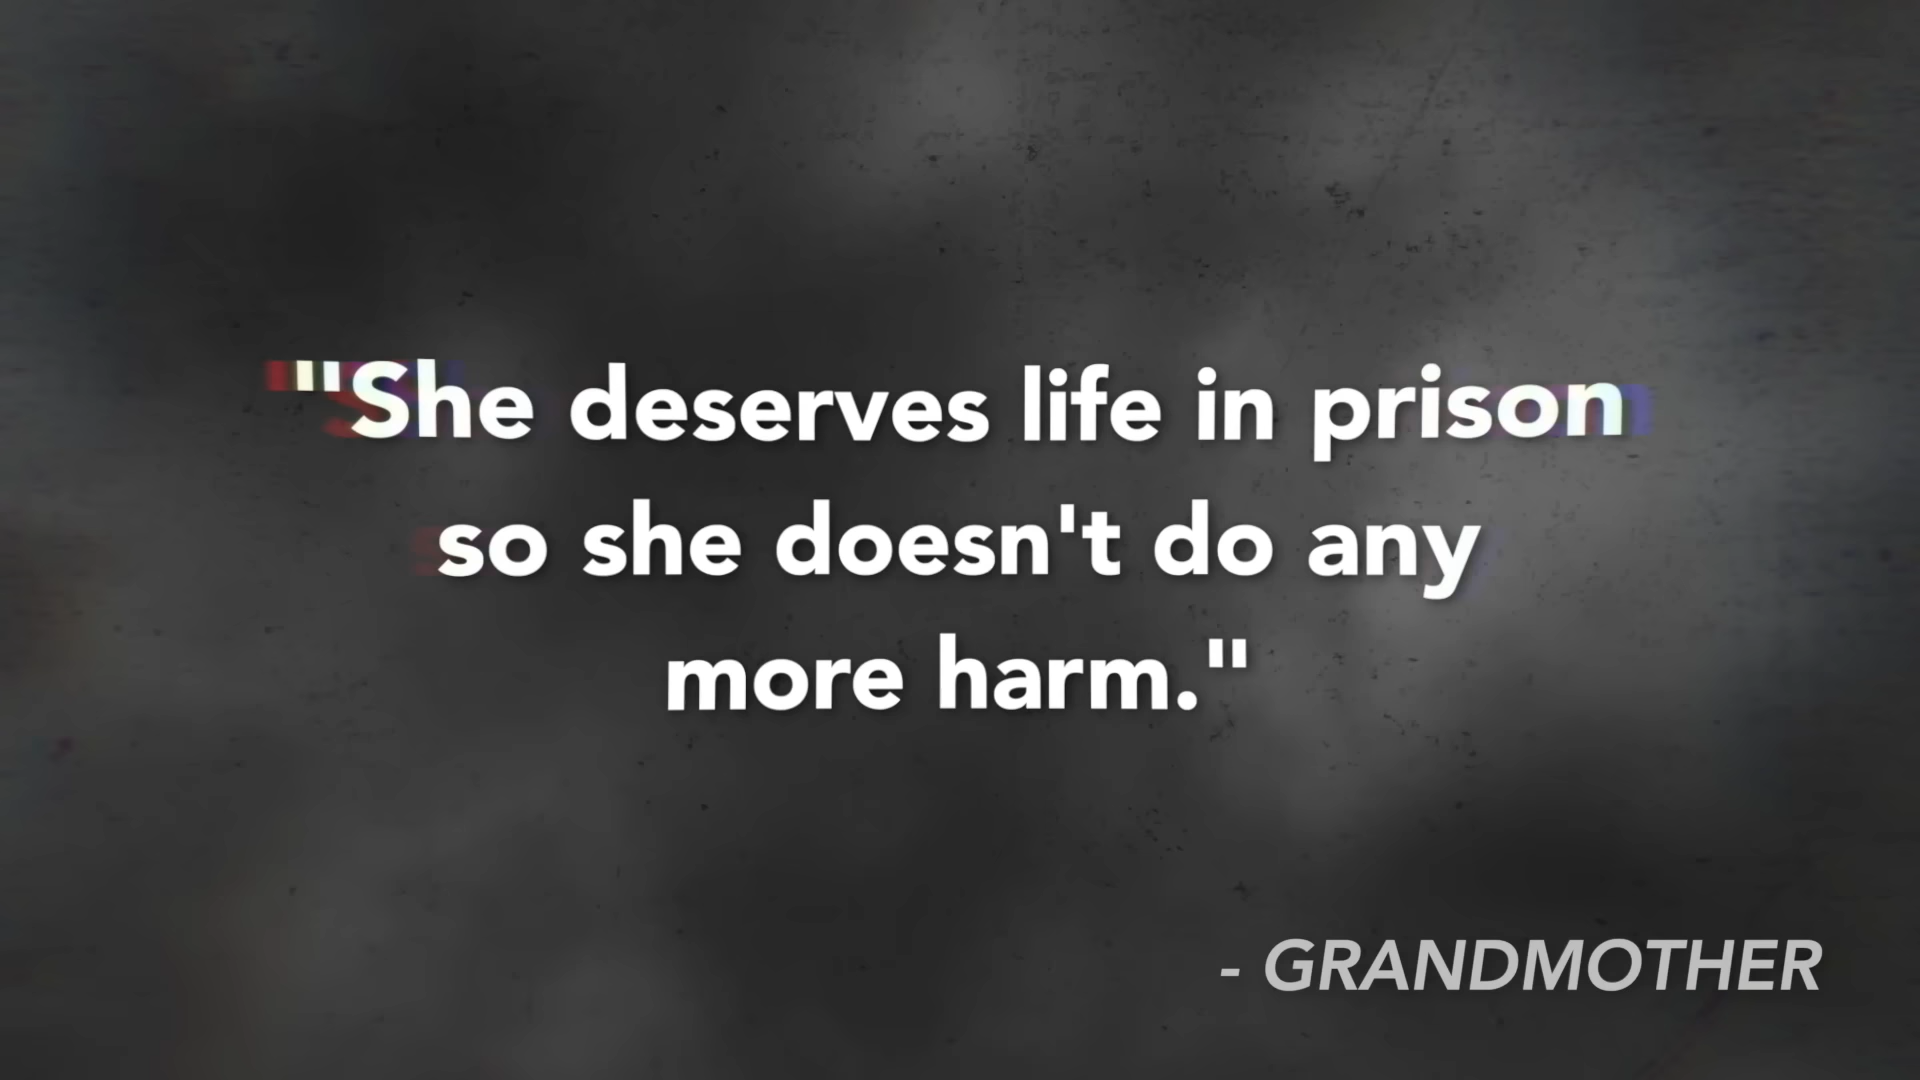 "She deserves life in prison
so she doesn't do any
more harm."
- GRANDMOTHER